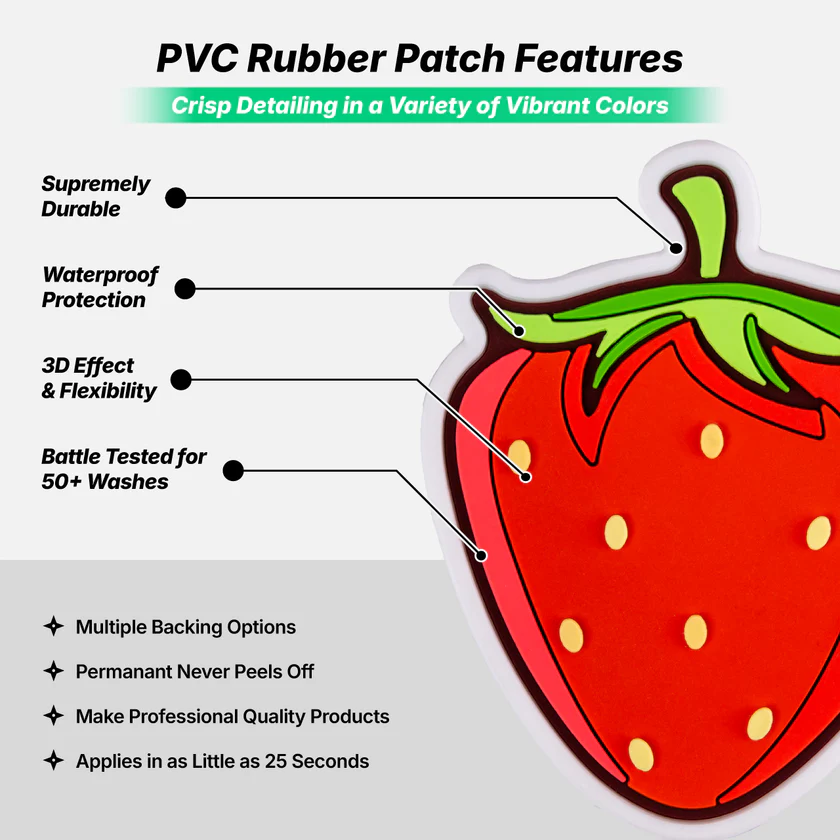 PVC Rubber Patch Features
Crisp Detailing in a Variety of Vibrant Colors
Supremely
Durable
Waterproof
Protection
3D Effect
& Flexibility
Battle Tested for
50+ Washes
Multiple Backing Options
Permanant Never Peels Off
Make Professional Quality Products
Applies in as Little as 25 Seconds